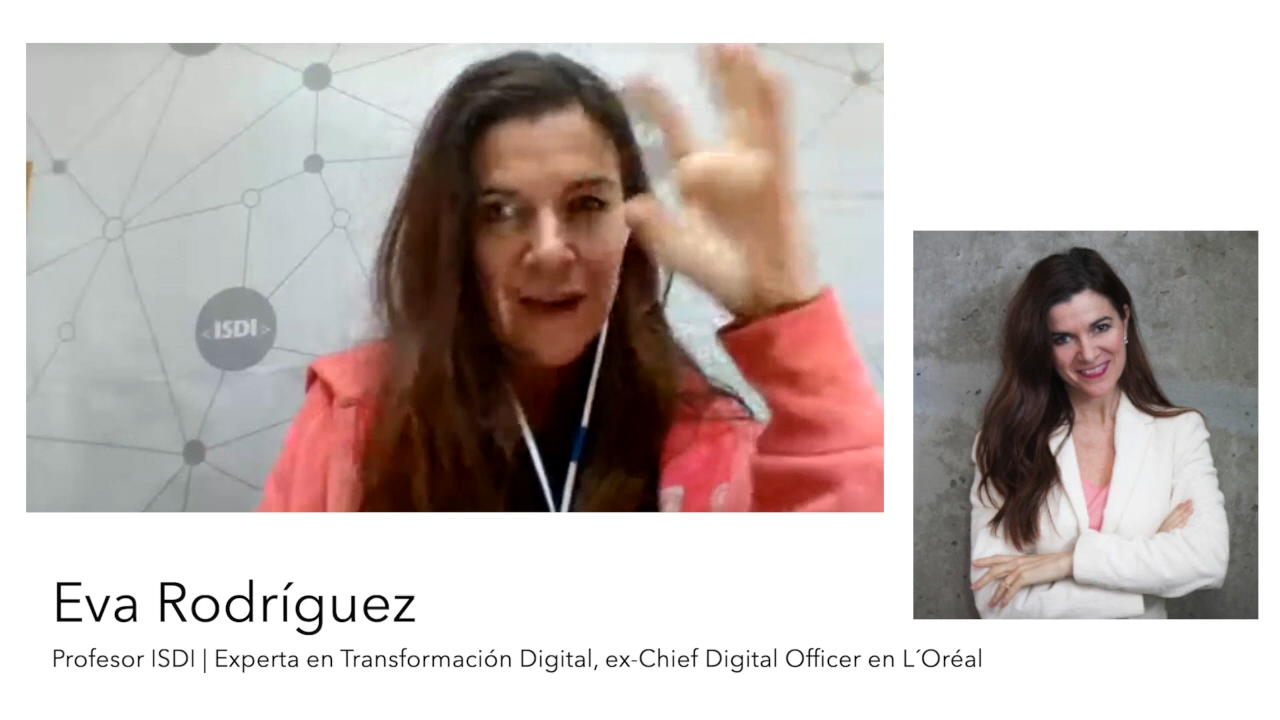 <ISDI>
Eva Rodríguez
Profesor ISDI | Experta en Transformación Digital, ex-Chief Digital Officer en L´Oréal